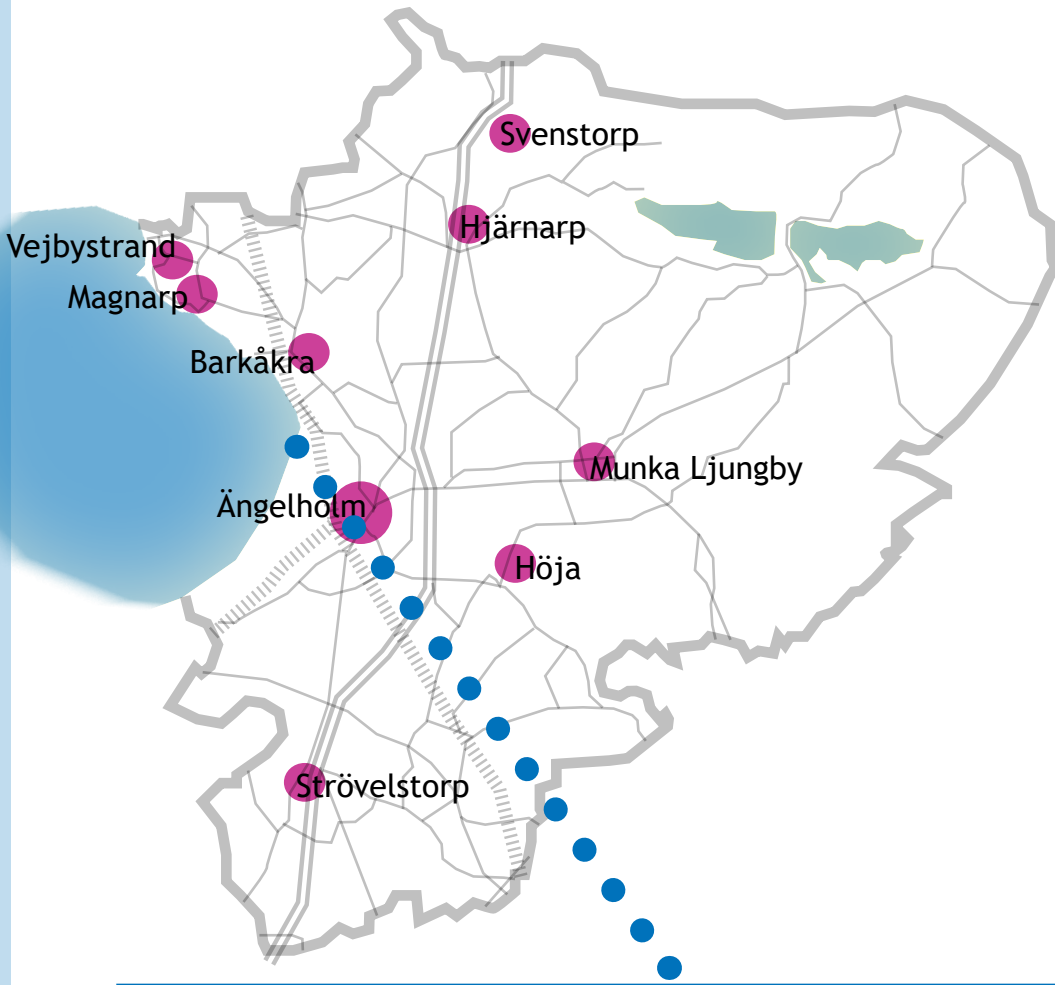 Svenstorp
Hjärnarp
Vejbystrand
Magnarp
Barkåkra
Munka Ljungby
Ängelholm
Höja
Strövelstorp